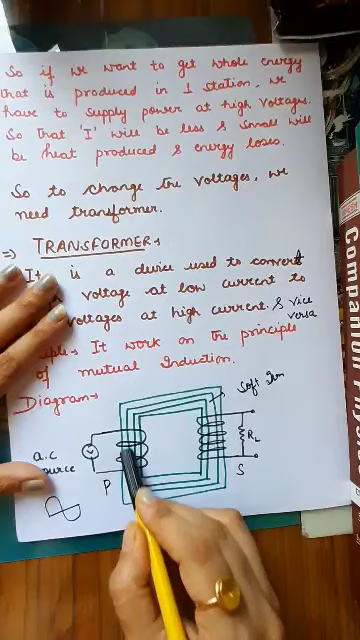 So if we want to get whole energy
that is produced in 1 station, we
have to supply power at high voltages.
So that 'I' will be less & small will
be heat produced & energy loses.
So to change the voltages, we
need transformer.
⇒ TRANSFORMER→
It is a device used to convert
voltage at low current to
voltages at high current. & vice
versa
iple:- It work on the principle
of mutual Induction.
Diagram→
Soft Iron
a.c
source
P
S
RL
Companion